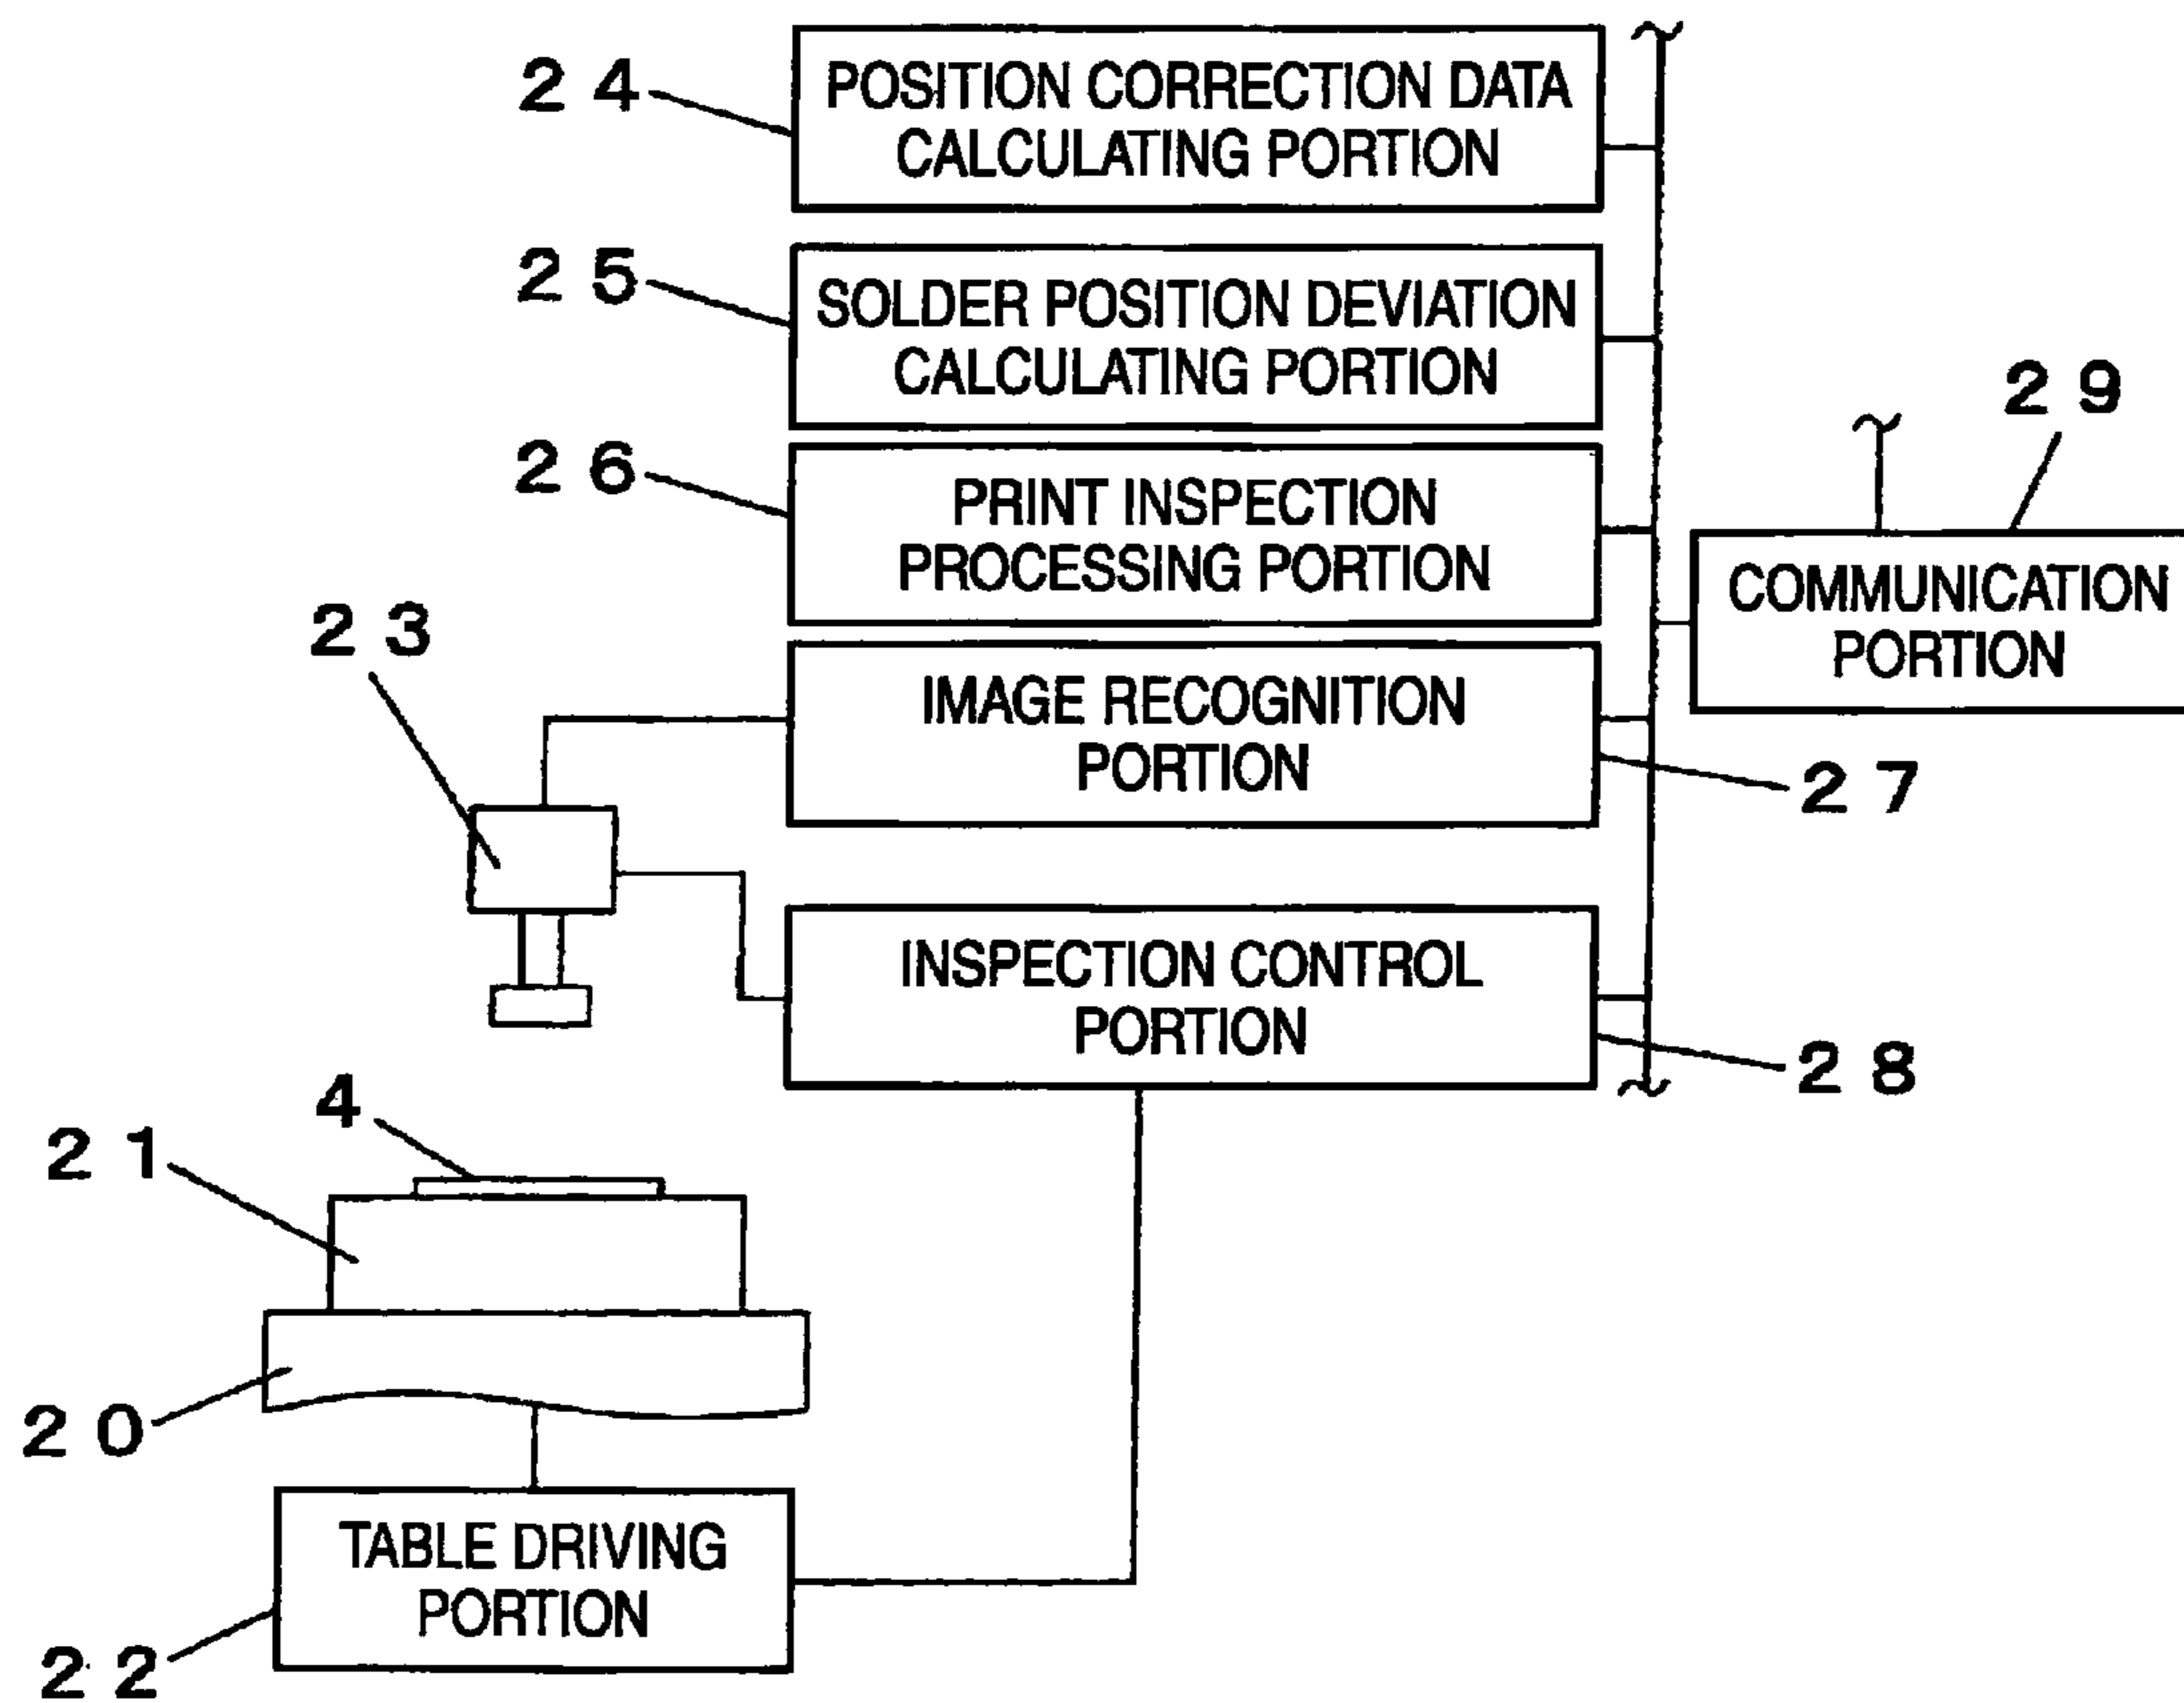 24
POSITION CORRECTION DATA
CALCULATING PORTION
25
SOLDER POSITION DEVIATION
CALCULATING PORTION
26
PRINT INSPECTION
PROCESSING PORTION
29
COMMUNICATION
PORTION
23
IMAGE RECOGNITION
PORTION
27
INSPECTION CONTROL
PORTION
28
4
21
20
TABLE DRIVING
PORTION
22